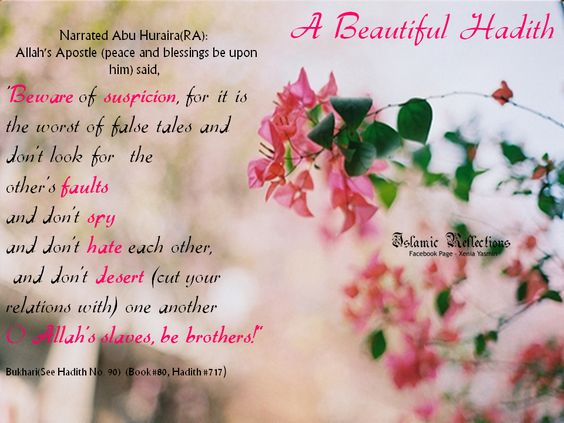 A Beautiful Hadith
Narrated Abu Huraira(RA):
Allah's Apostle (peace and blessings be upon
him) said,
"Beware of suspicion, for it is
the worst of false tales and
don't look for the
other's faults
and don't spy
and don't hate each other,
and don't desert (cut your
relations with) one another
O Allah's slaves, be brothers!"
Bukhari(See Hadith No. 90) (Book #80, Hadith #717)
Islamic Reflections
Facebook Page - Xenia Yasmin